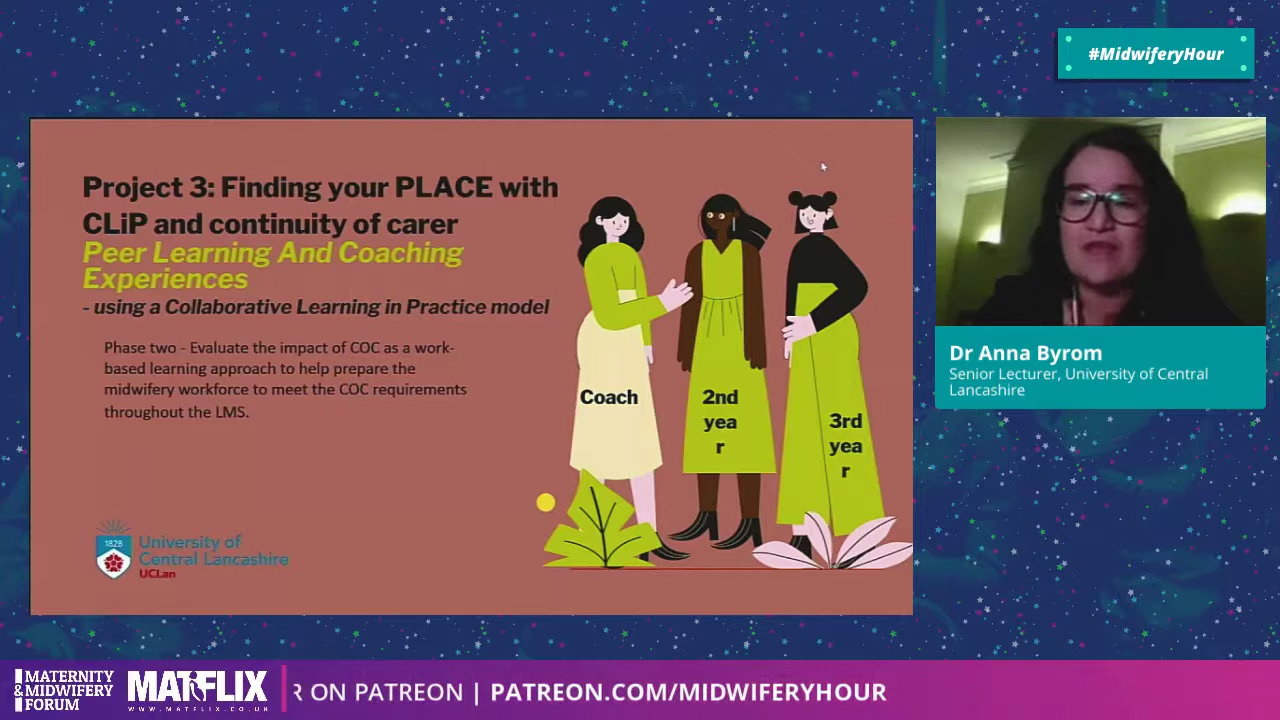 #MidwiferyHour
Project 3: Finding your PLACE with
CLiP and continuity of carer
Peer Learning And Coaching
Experiences
- using a Collaborative Learning in Practice model
Phase two - Evaluate the impact of COC as a work-
based learning approach to help prepare the
midwifery workforce to meet the COC requirements
throughout the LMS.
Coach
2nd
yea
r
3rd
yea
r
1828
University of
Central Lancashire
UCLan
Dr Anna Byrom
Senior Lecturer, University of Central
Lancashire
MATERNITY
& MIDWIFERY
FORUM
MATFLIX
WWW.MATFLIX.CO.UK
R ON PATREON | PATREON.COM/MIDWIFERYHOUR